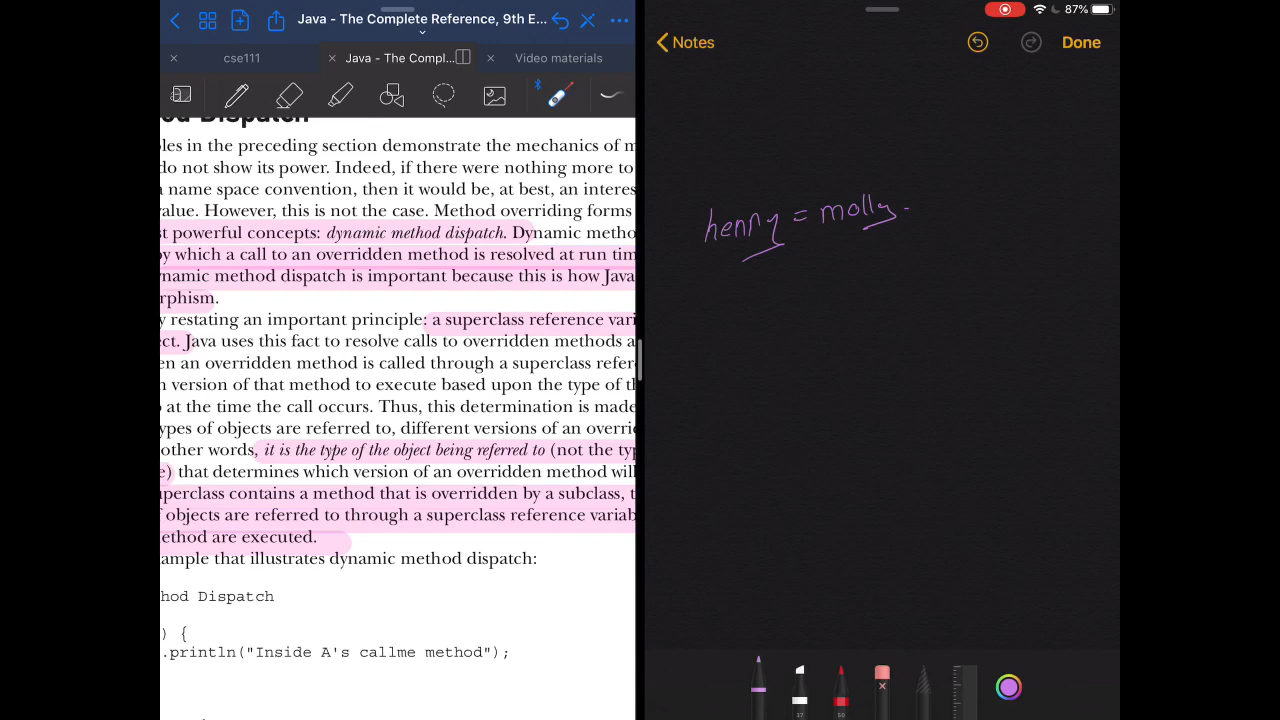 Java - The Complete Reference, 9th E...
cse111
Java - The Compl...
Video materials
od Dispatch
les in the preceding section demonstrate the mechanics of m
do not show its power. Indeed, if there were nothing more to
name space convention, then it would be, at best, an interes
value. However, this is not the case. Method overriding forms
st powerful concepts: dynamic method dispatch. Dynamic metho
by which a call to an overridden method is resolved at run tim
namic method dispatch is important because this is how Java
rphism.
y restating an important principle: a superclass reference vari
ect. Java uses this fact to resolve calls to overridden methods a
en an overridden method is called through a superclass refer
n version of that method to execute based upon the type of th
at the time the call occurs. Thus, this determination is made
ypes of objects are referred to, different versions of an overri
other words, it is the type of the object being referred to (not the typ
e) that determines which version of an overridden method will
uperclass contains a method that is overridden by a subclass, t
f objects are referred to through a superclass reference variab
ethod are executed.
ample that illustrates dynamic method dispatch:
hod Dispatch
) {
.println("Inside A's callme method");
87%
Notes
Done
henry = molly.
37
50